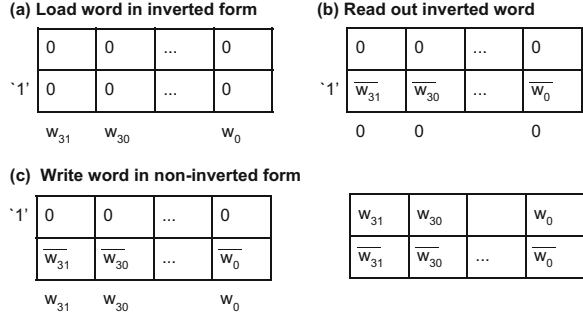 (a) Load word in inverted form
0 0 ... 0
`1' 0 0 ... 0
w₃₁ w₃₀ w₀
(b) Read out inverted word
0 0 ... 0
`1' w̅₃₁ w̅₃₀ ... w̅₀
0 0 0
(c) Write word in non-inverted form
`1' 0 0 ... 0
w̅₃₁ w̅₃₀ ... w̅₀
w₃₁ w₃₀ w₀
w₃₁ w₃₀ w₀
w̅₃₁ w̅₃₀ ... w̅₀